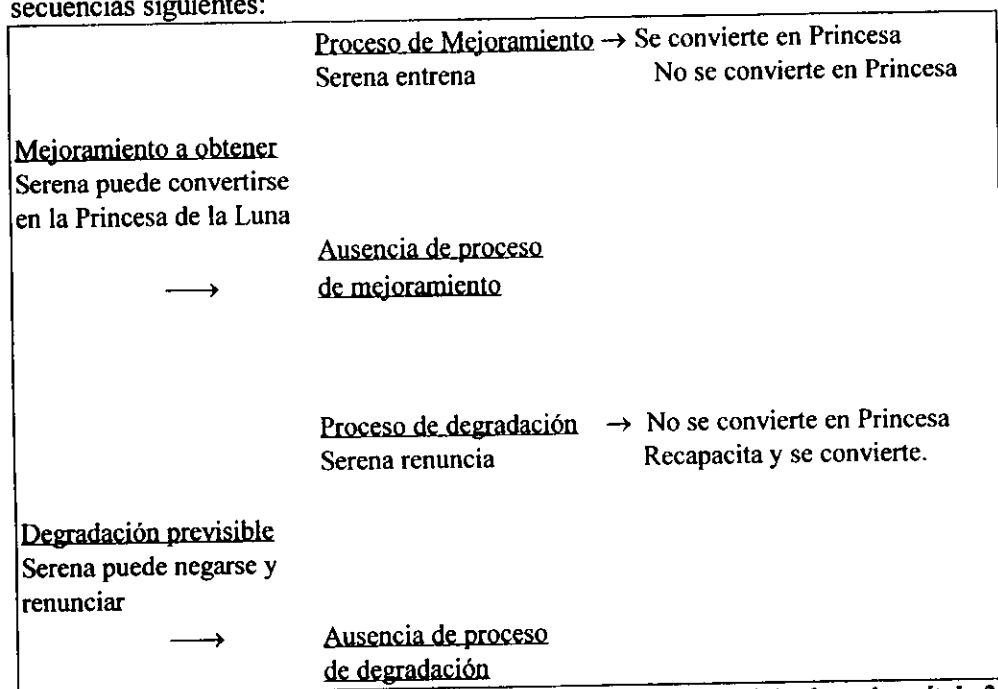 secuencias siguientes:
Proceso de Mejoramiento → Se convierte en Princesa
Serena entrena No se convierte en Princesa
Mejoramiento a obtener
Serena puede convertirse
en la Princesa de la Luna
Ausencia de proceso
→ de mejoramiento
Proceso de degradación → No se convierte en Princesa
Serena renuncia Recapacita y se convierte.
Degradación previsible
Serena puede negarse y
renunciar
→ Ausencia de proceso
de degradación